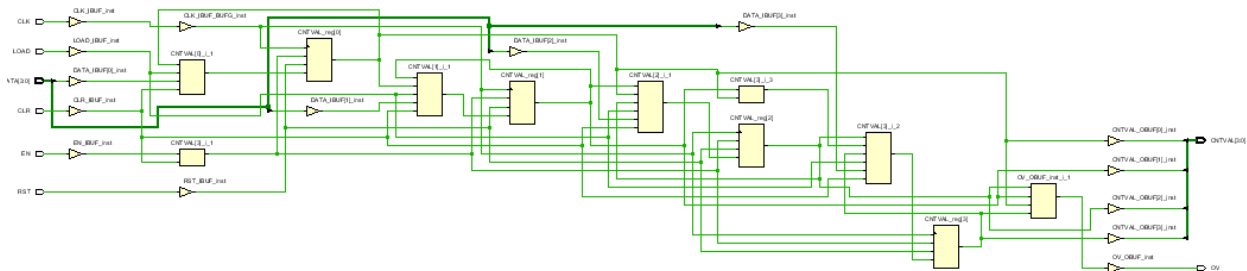 CLK
CLK_IBUF_inst
CLK_IBUF_BUFG_inst
CNTVAL_reg[0]
DATA_IBUF[3]_inst
LOAD
LOAD_IBUF_inst
CNTVAL[0]_i_1
DATA_IBUF[2]_inst
ATA[3:0]
DATA_IBUF[0]_inst
CNTVAL[1]_i_1
CNTVAL_reg[1]
CNTVAL[2]_i_1
CNTVAL[3]_i_3
CLR
CLR_IBUF_inst
DATA_IBUF[1]_inst
CNTVAL_reg[2]
CNTVAL[3]_i_2
CNTVAL_OBUF[0]_inst
CNTVAL[3:0]
EN
EN_IBUF_inst
CNTVAL[3]_i_1
CNTVAL_OBUF[1]_inst
RST
RST_IBUF_inst
OV_OBUF_inst_i_1
CNTVAL_OBUF[2]_inst
CNTVAL_reg[3]
CNTVAL_OBUF[3]_inst
OV_OBUF_inst
OV